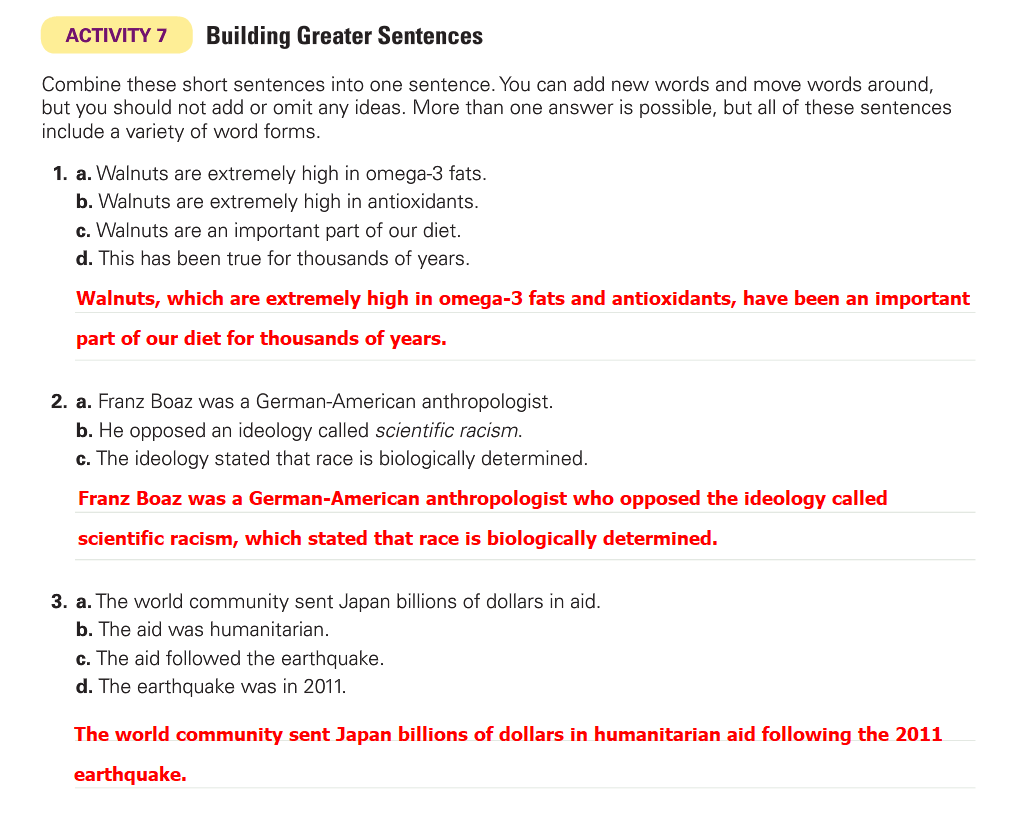 ACTIVITY 7 Building Greater Sentences
Combine these short sentences into one sentence. You can add new words and move words around,
but you should not add or omit any ideas. More than one answer is possible, but all of these sentences
include a variety of word forms.
1. a. Walnuts are extremely high in omega-3 fats.
b. Walnuts are extremely high in antioxidants.
c. Walnuts are an important part of our diet.
d. This has been true for thousands of years.
Walnuts, which are extremely high in omega-3 fats and antioxidants, have been an important
part of our diet for thousands of years.
2. a. Franz Boaz was a German-American anthropologist.
b. He opposed an ideology called scientific racism.
c. The ideology stated that race is biologically determined.
Franz Boaz was a German-American anthropologist who opposed the ideology called
scientific racism, which stated that race is biologically determined.
3. a. The world community sent Japan billions of dollars in aid.
b. The aid was humanitarian.
c. The aid followed the earthquake.
d. The earthquake was in 2011.
The world community sent Japan billions of dollars in humanitarian aid following the 2011
earthquake.